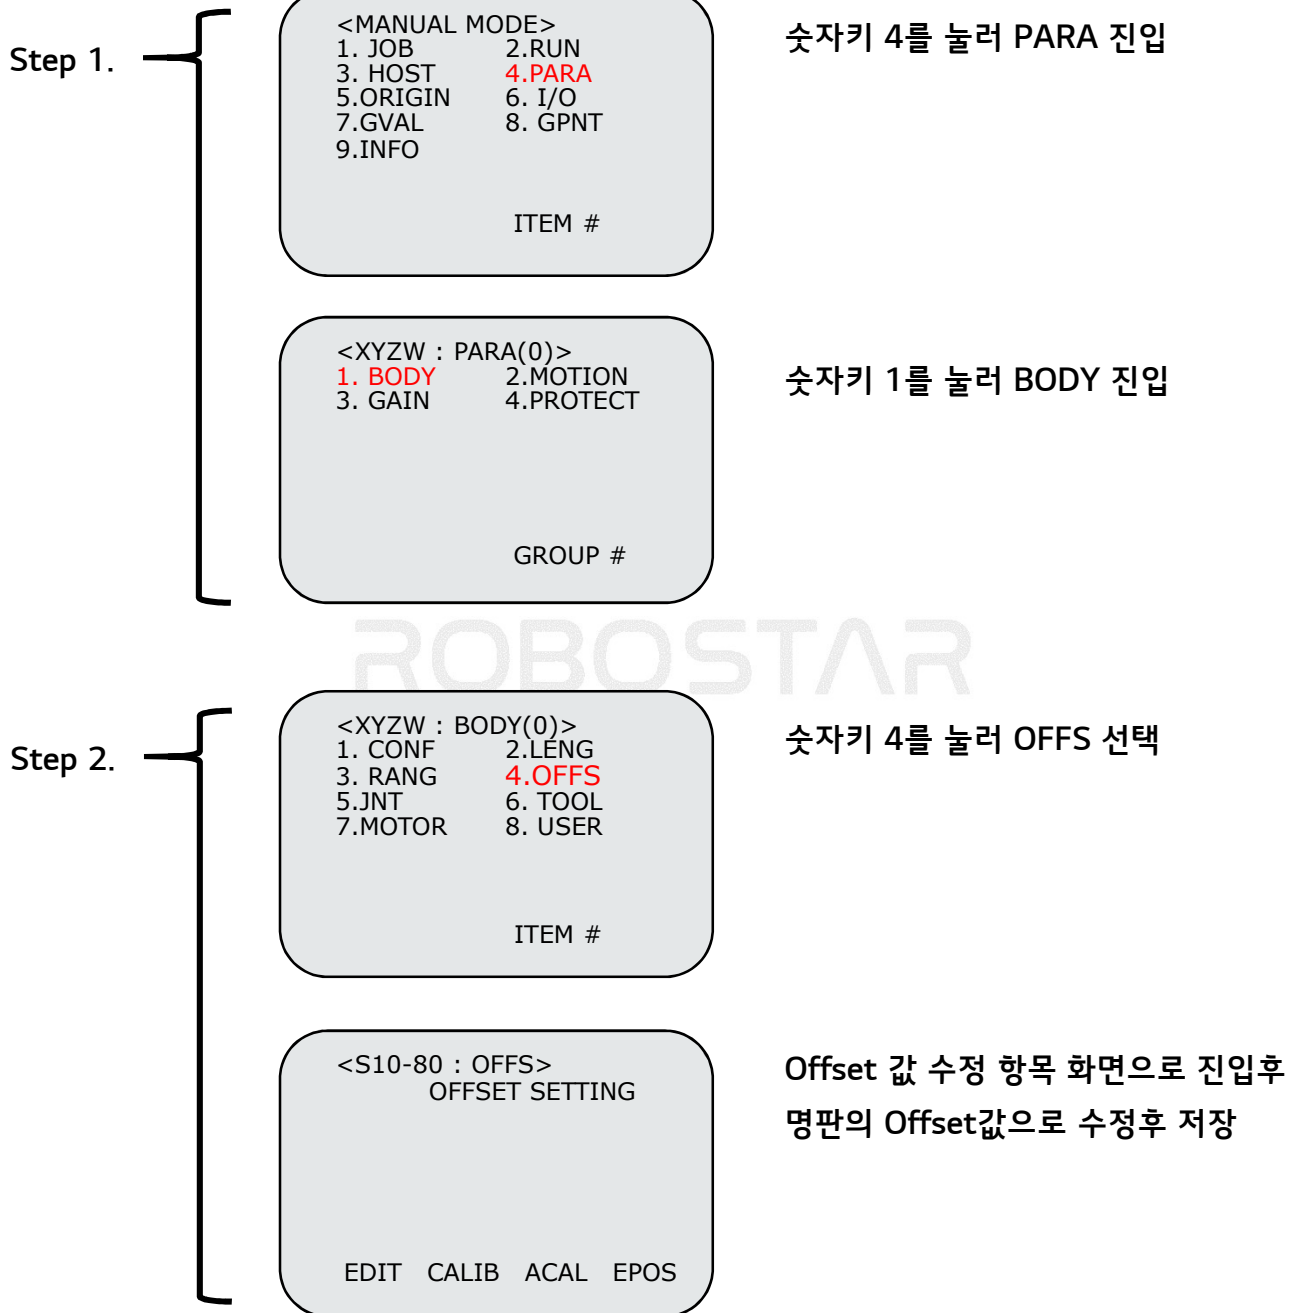 Step 1.
<MANUAL MODE>
1. JOB 2.RUN
3. HOST 4.PARA
5.ORIGIN 6. I/O
7.GVAL 8. GPNT
9.INFO
ITEM #
숫자키 4를 눌러 PARA 진입
<XYZW : PARA(0)>
1. BODY 2.MOTION
3. GAIN 4.PROTECT
GROUP #
숫자키 1를 눌러 BODY 진입
ROBOSTAR
Step 2.
<XYZW : BODY(0)>
1. CONF 2.LENG
3. RANG 4.OFFS
5.JNT 6. TOOL
7.MOTOR 8. USER
ITEM #
숫자키 4를 눌러 OFFS 선택
<S10-80 : OFFS>
OFFSET SETTING
EDIT CALIB ACAL EPOS
Offset 값 수정 항목 화면으로 진입후
명판의 Offset값으로 수정후 저장